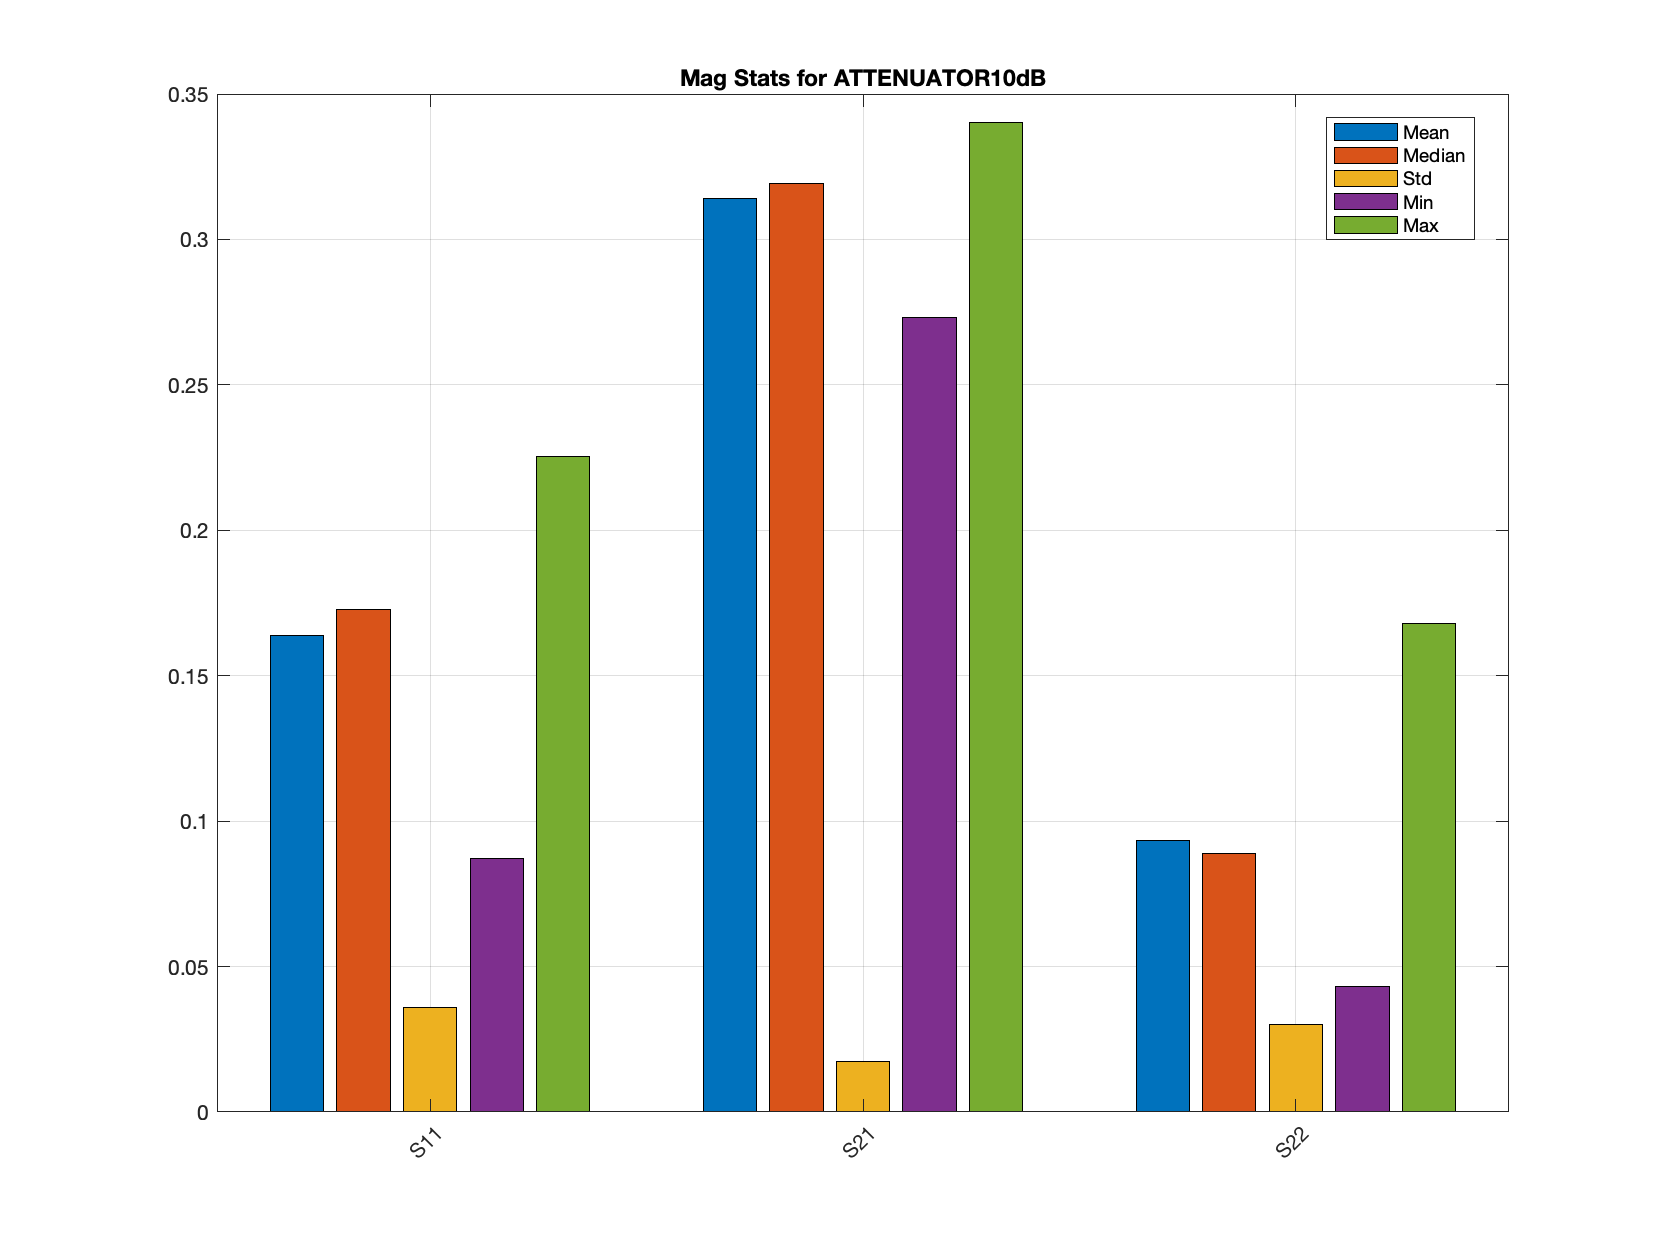 Mag Stats for ATTENUATOR10dB
0.35
0.3
0.25
0.2
0.15
0.1
0.05
0
Mean
Median
Std
Min
Max
S11
S21
S22